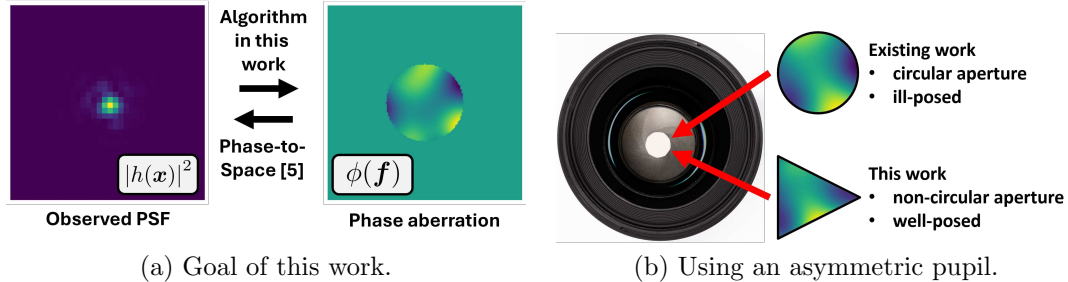 Algorithm
in this
work
Phase-to-
Space [5]
|h(x)|²
ϕ(f)
Observed PSF
Phase aberration
(a) Goal of this work.
Existing work
• circular aperture
• ill-posed
This work
• non-circular aperture
• well-posed
(b) Using an asymmetric pupil.